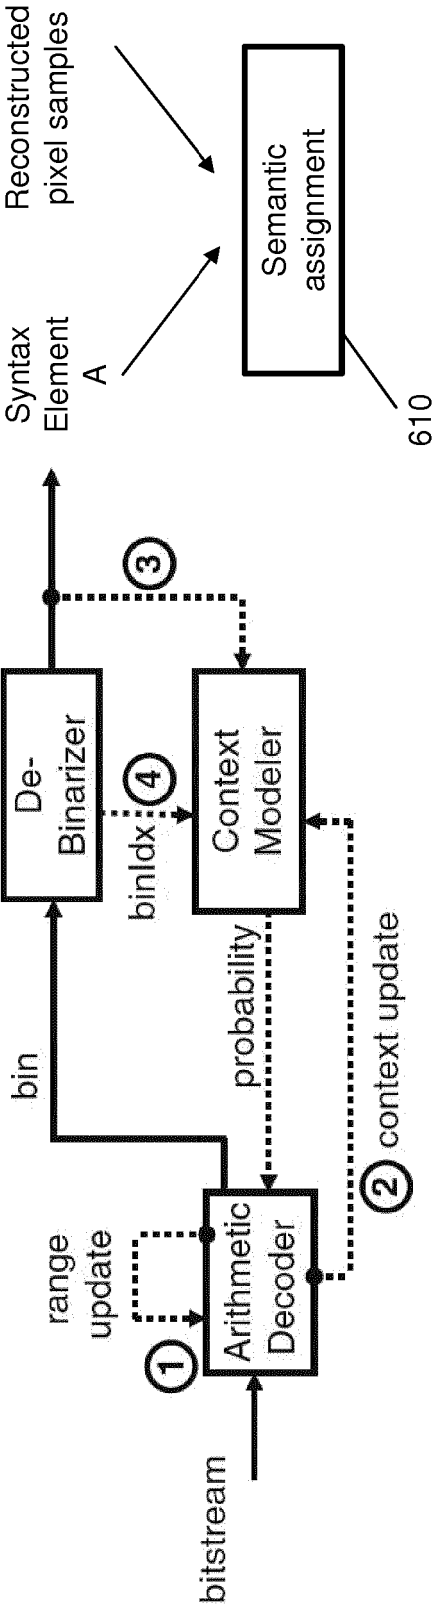 bitstream
1
range
update
Arithmetic
Decoder
bin
probability
2
context update
De-
Binarizer
binIdx
4
Context
Modeler
3
Syntax
Element
A
Reconstructed
pixel samples
Semantic
assignment
610